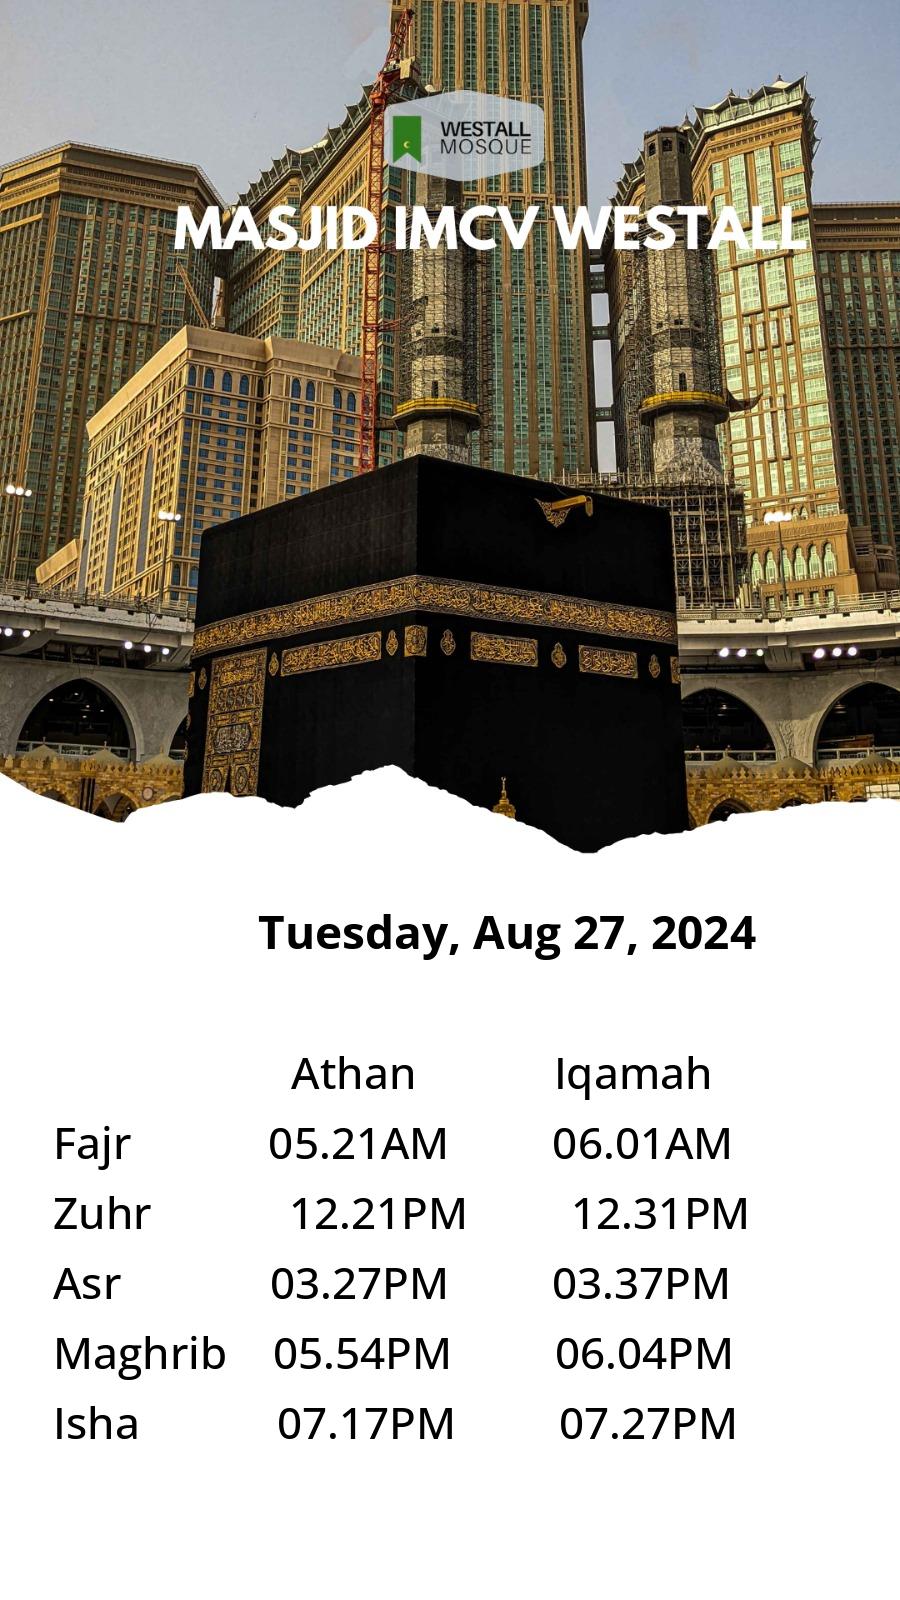 WESTALL
MOSQUE
MASJID IMCV WESTALL
Tuesday, Aug 27, 2024
Athan Iqamah
Fajr 05.21AM 06.01AM
Zuhr 12.21PM 12.31PM
Asr 03.27PM 03.37PM
Maghrib 05.54PM 06.04PM
Isha 07.17PM 07.27PM